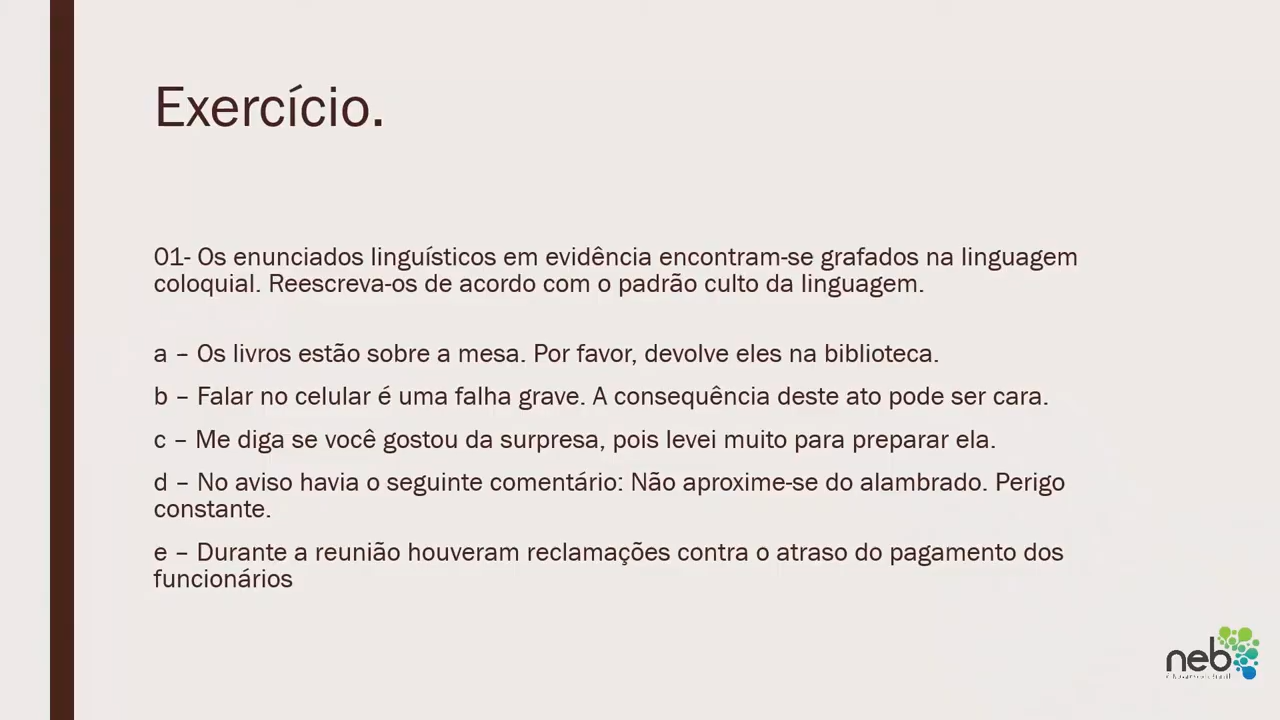 Exercício.
01- Os enunciados linguísticos em evidência encontram-se grafados na linguagem
coloquial. Reescreva-os de acordo com o padrão culto da linguagem.
a – Os livros estão sobre a mesa. Por favor, devolve eles na biblioteca.
b – Falar no celular é uma falha grave. A consequência deste ato pode ser cara.
c – Me diga se você gostou da surpresa, pois levei muito para preparar ela.
d – No aviso havia o seguinte comentário: Não aproxime-se do alambrado. Perigo
constante.
e – Durante a reunião houveram reclamações contra o atraso do pagamento dos
funcionários
neb